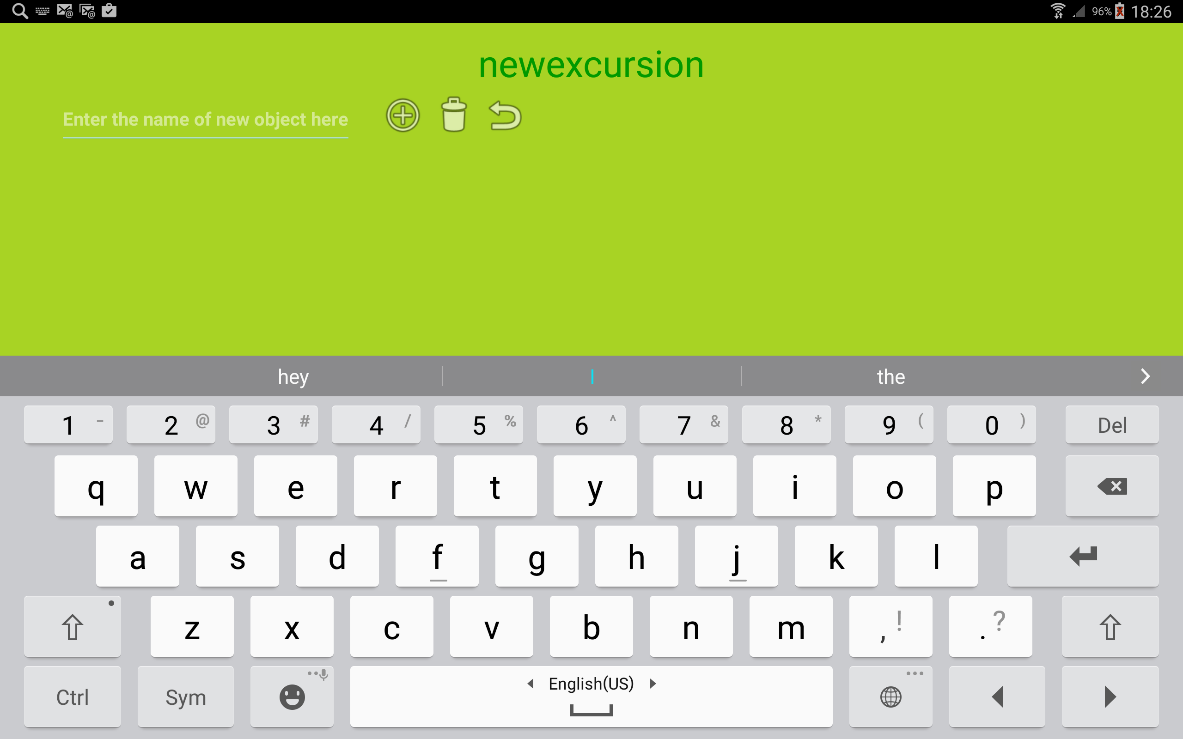 96% 18:26
newexcursion
Enter the name of new object here
hey I the
1 - 2 @ 3 # 4 / 5 % 6 ^ 7 & 8 * 9 ( 0 ) Del
q w e r t y u i o p
a s d f g h j k l
z x c v b n m , ! . ?
Ctrl Sym English(US)